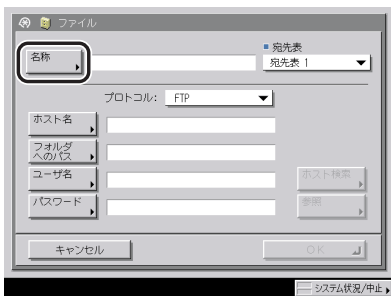 ファイル
名称
■ 宛先表
宛先表 1
プロトコル: FTP
ホスト名
フォルダ
へのパス
ユーザ名
ホスト検索
パスワード
参照
キャンセル
OK
システム状況/中止